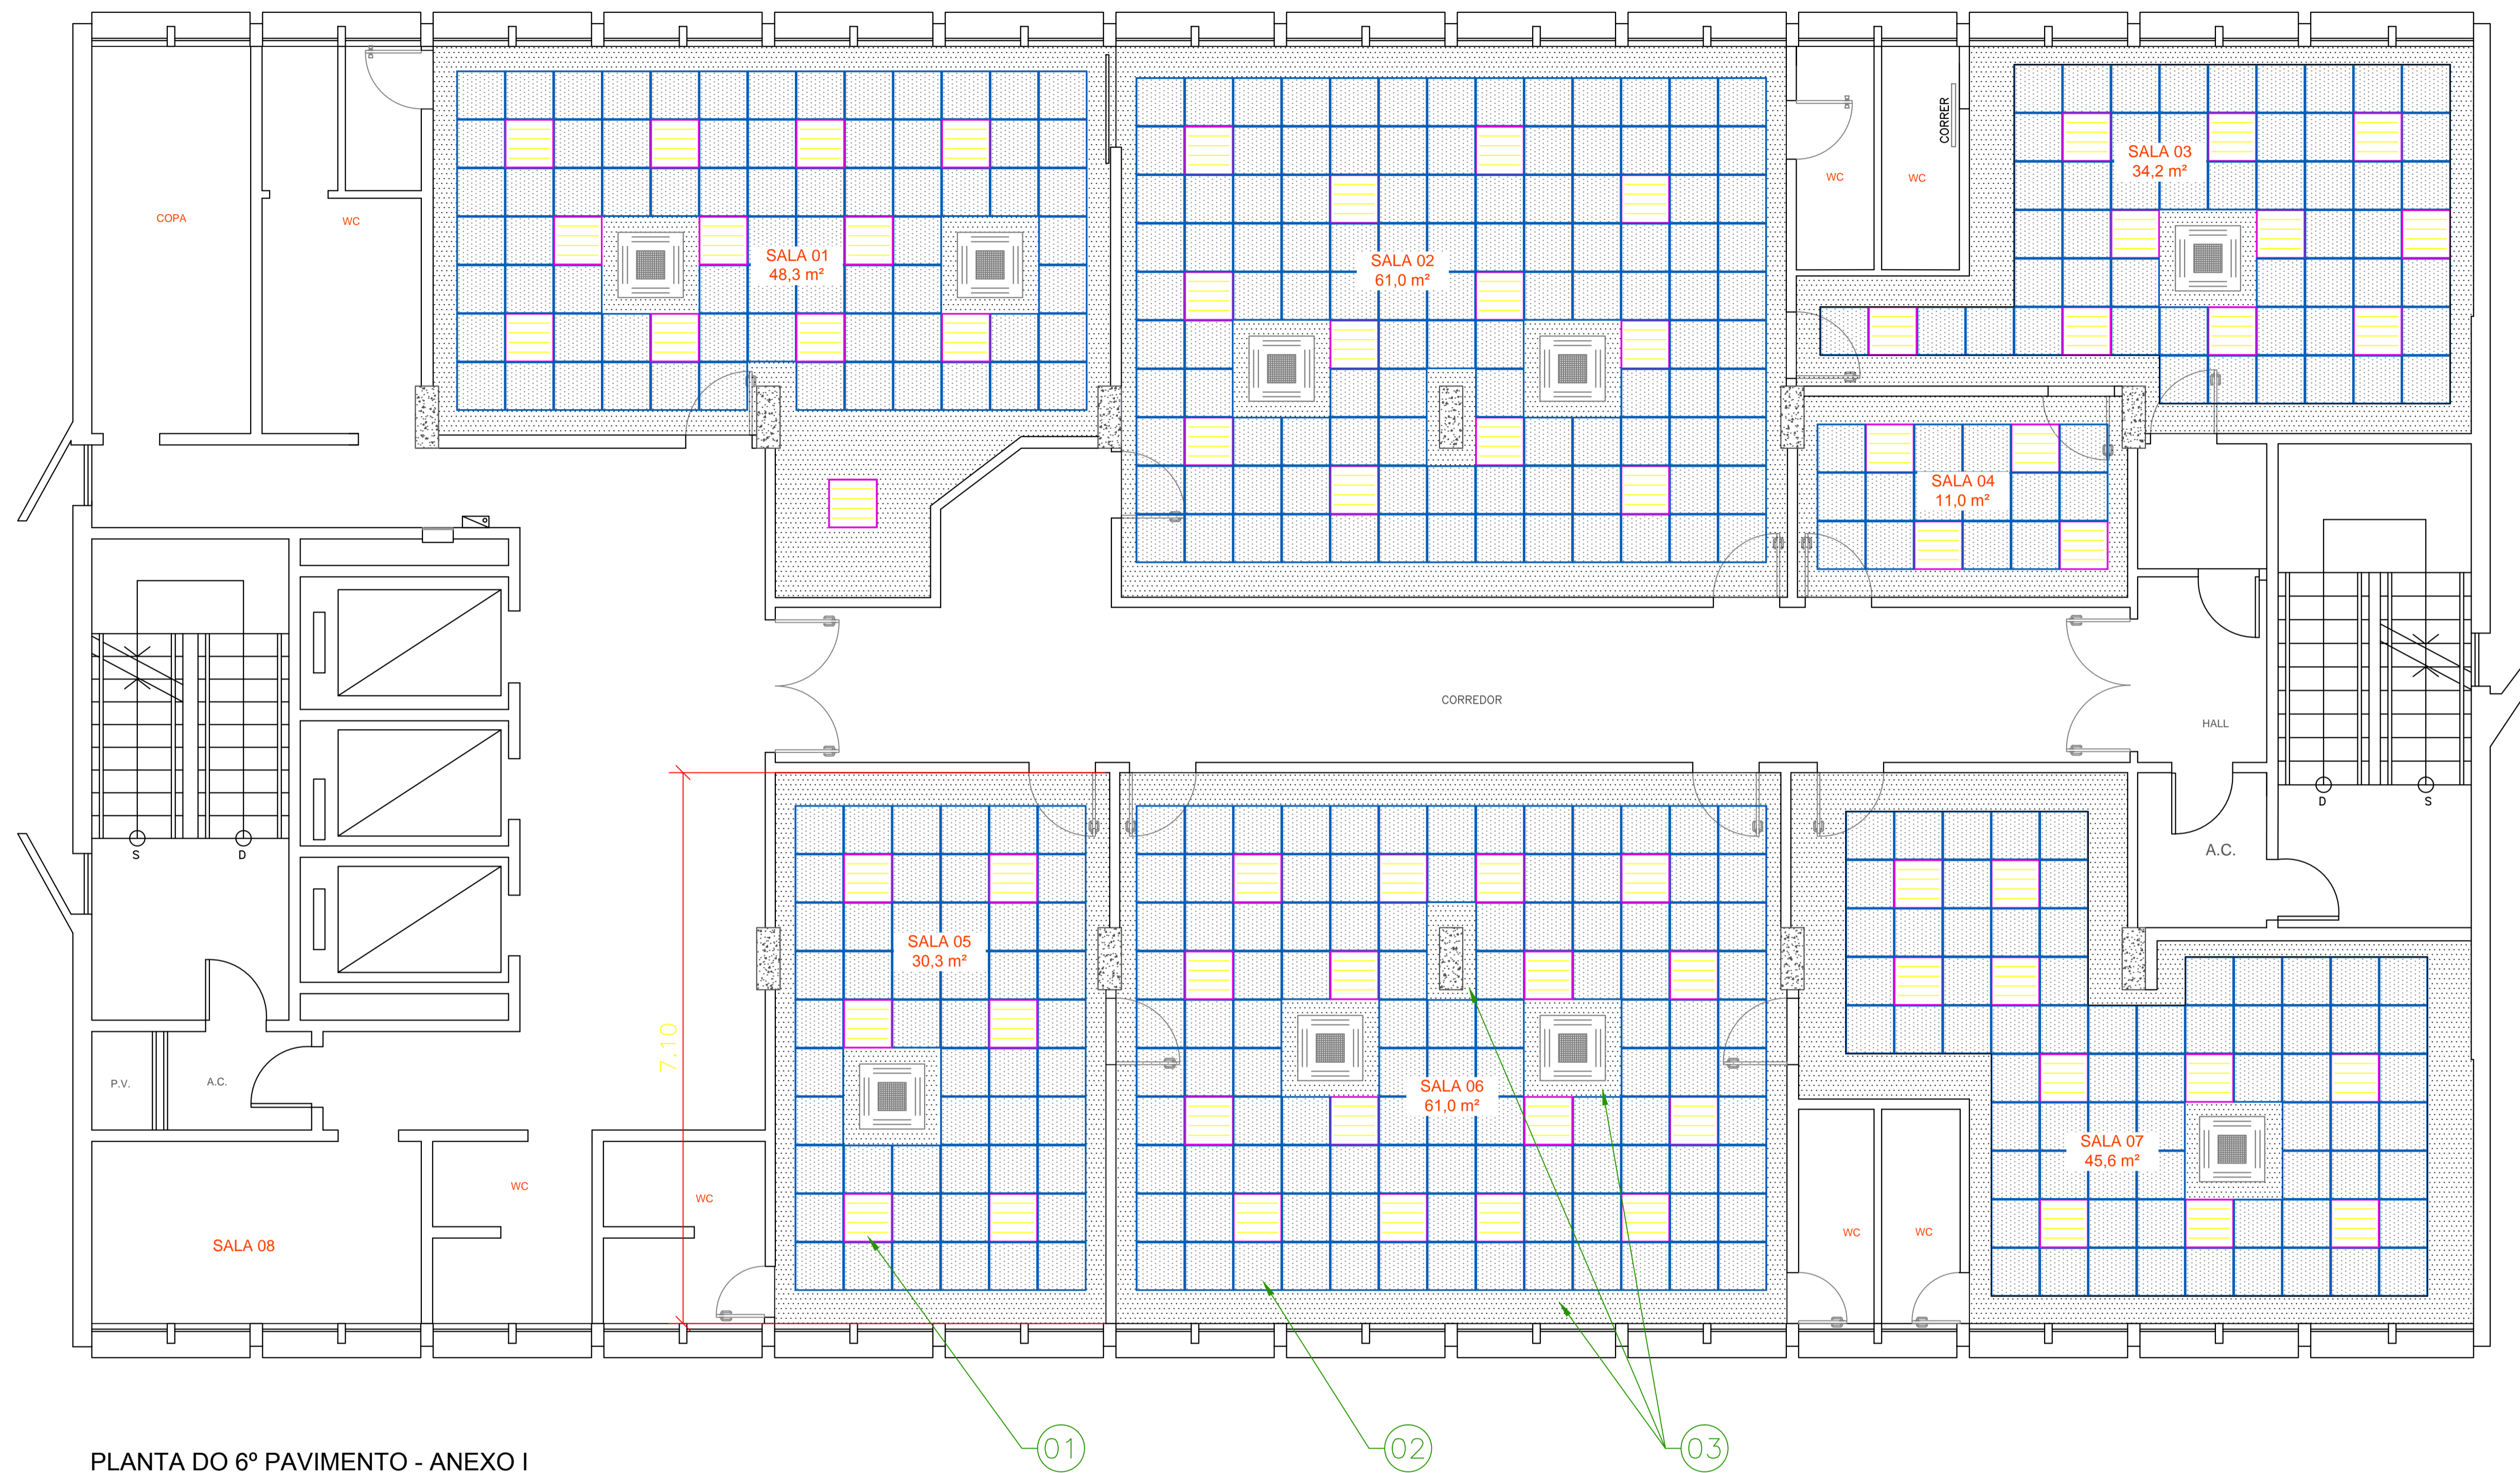 CORRER
SALA 03
34,2 m²
WC
WC
COPA
WC
SALA 01
48,3 m²
SALA 02
61,0 m²
SALA 04
11,0 m²
CORREDOR
HALL
D
S
S
D
A.C.
SALA 05
30,3 m²
7.10
P.V.
A.C.
SALA 06
61,0 m²
SALA 07
45,6 m²
WC
WC
WC
WC
SALA 08
01
02
03
PLANTA DO 6º PAVIMENTO - ANEXO I